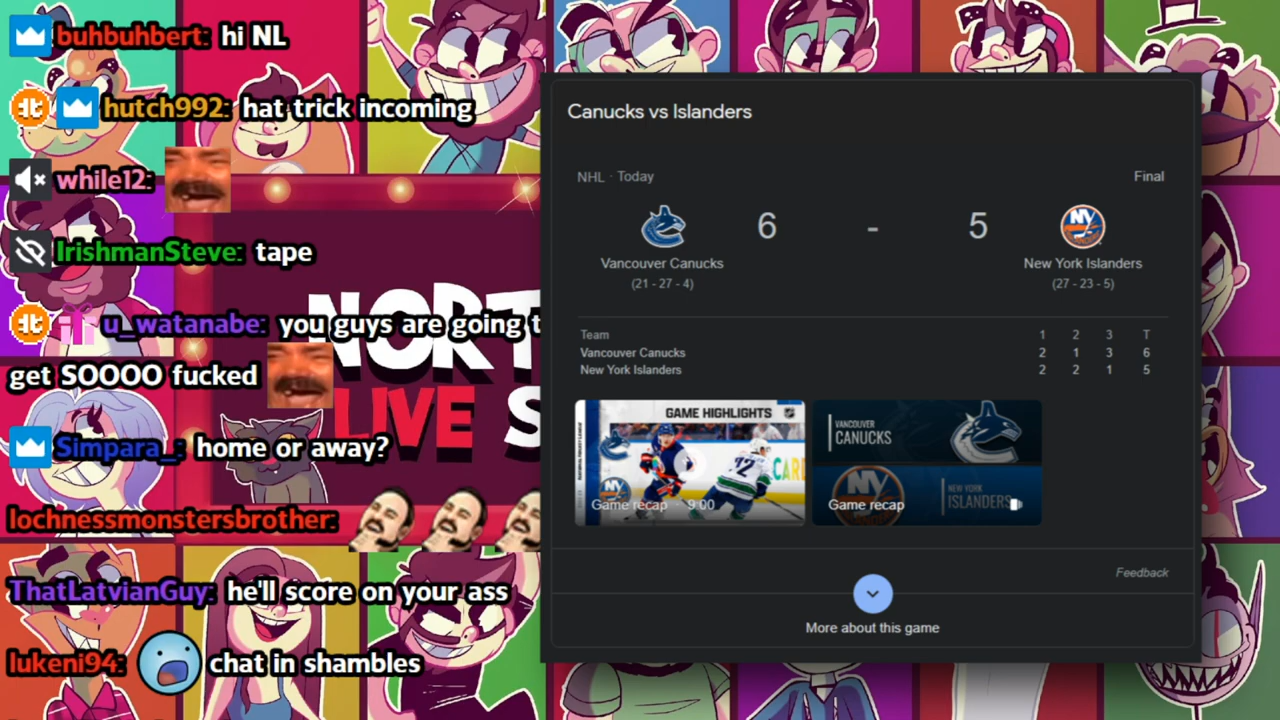 buhbuhbert: hi NL
hutch992: hat trick incoming
while12:
IrishmanSteve: tape
u_watanabe: you guys are going t
get SOOOO fucked
Simpara_: home or away?
lochnessmonstersbrother:
ThatLatvianGuy: he'll score on your ass
lukeni94: chat in shambles
NORT
LIVE S
Canucks vs Islanders
NHL · Today Final
6 - 5
Vancouver Canucks New York Islanders
(21 - 27 - 4) (27 - 23 - 5)
Team 1 2 3 T
Vancouver Canucks 2 1 3 6
New York Islanders 2 2 1 5
GAME HIGHLIGHTS
Game recap · 9:00
VANCOUVER
CANUCKS
NEW YORK
ISLANDERS
Game recap
Feedback
More about this game